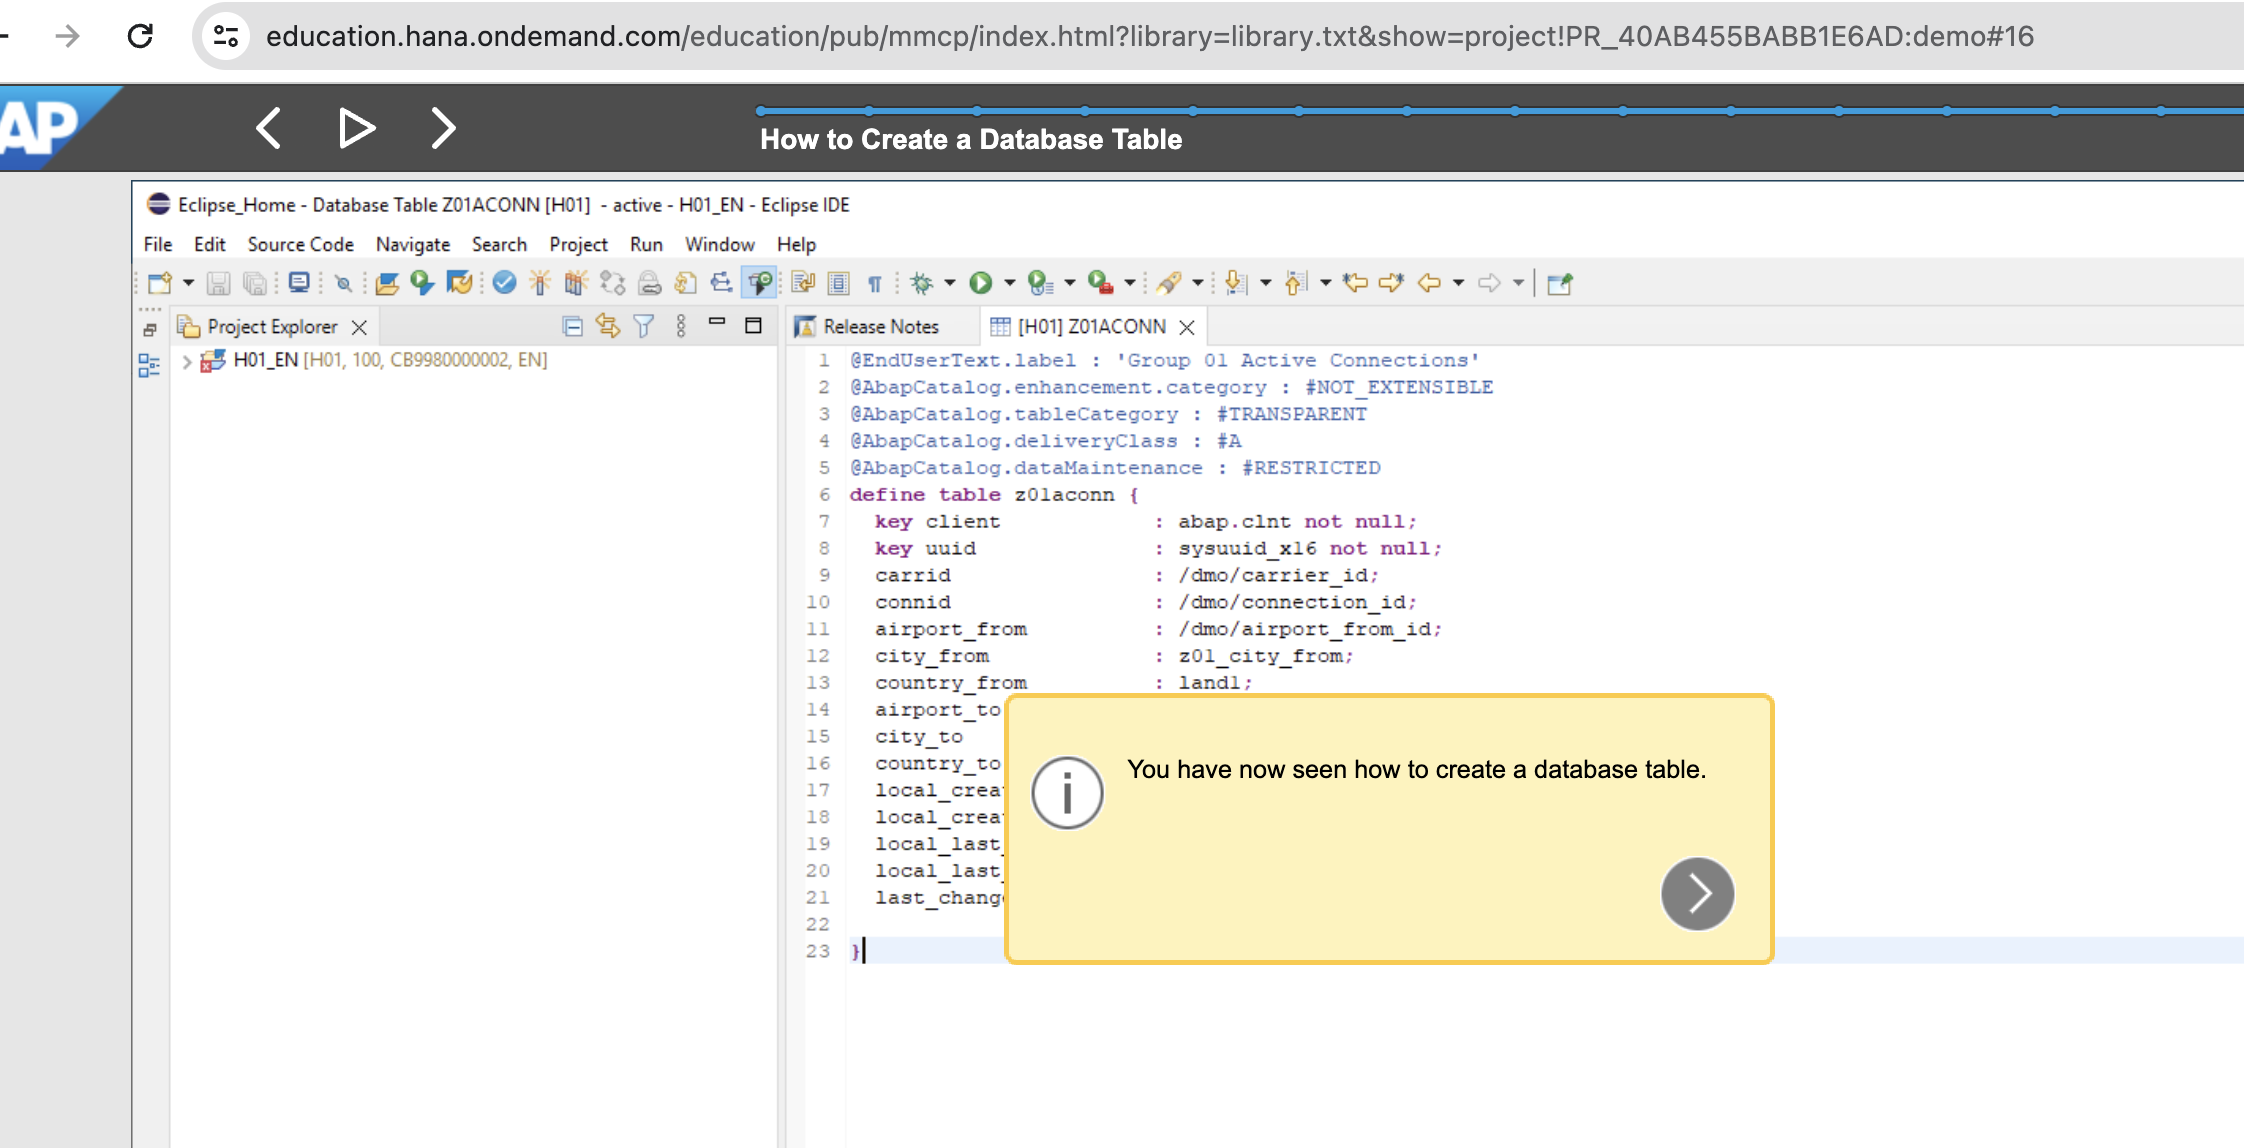 education.hana.ondemand.com/education/pub/mmcp/index.html?library=library.txt&show=project!PR_40AB455BABB1E6AD:demo#16
AP
How to Create a Database Table
Eclipse_Home - Database Table Z01ACONN [H01] - active - H01_EN - Eclipse IDE
File Edit Source Code Navigate Search Project Run Window Help
Project Explorer
Release Notes
[H01] Z01ACONN
H01_EN [H01, 100, CB9980000002, EN]
1 @EndUserText.label : 'Group 01 Active Connections'
2 @AbapCatalog.enhancement.category : #NOT_EXTENSIBLE
3 @AbapCatalog.tableCategory : #TRANSPARENT
4 @AbapCatalog.deliveryClass : #A
5 @AbapCatalog.dataMaintenance : #RESTRICTED
6 define table z01aconn {
7 key client : abap.clnt not null;
8 key uuid : sysuuid_x16 not null;
9 carrid : /dmo/carrier_id;
10 connid : /dmo/connection_id;
11 airport_from : /dmo/airport_from_id;
12 city_from : z01_city_from;
13 country_from : land1;
14 airport_to
15 city_to
16 country_to
17 local_crea
18 local_crea
19 local_last_
20 local_last_
21 last_chang
22
23 }
You have now seen how to create a database table.